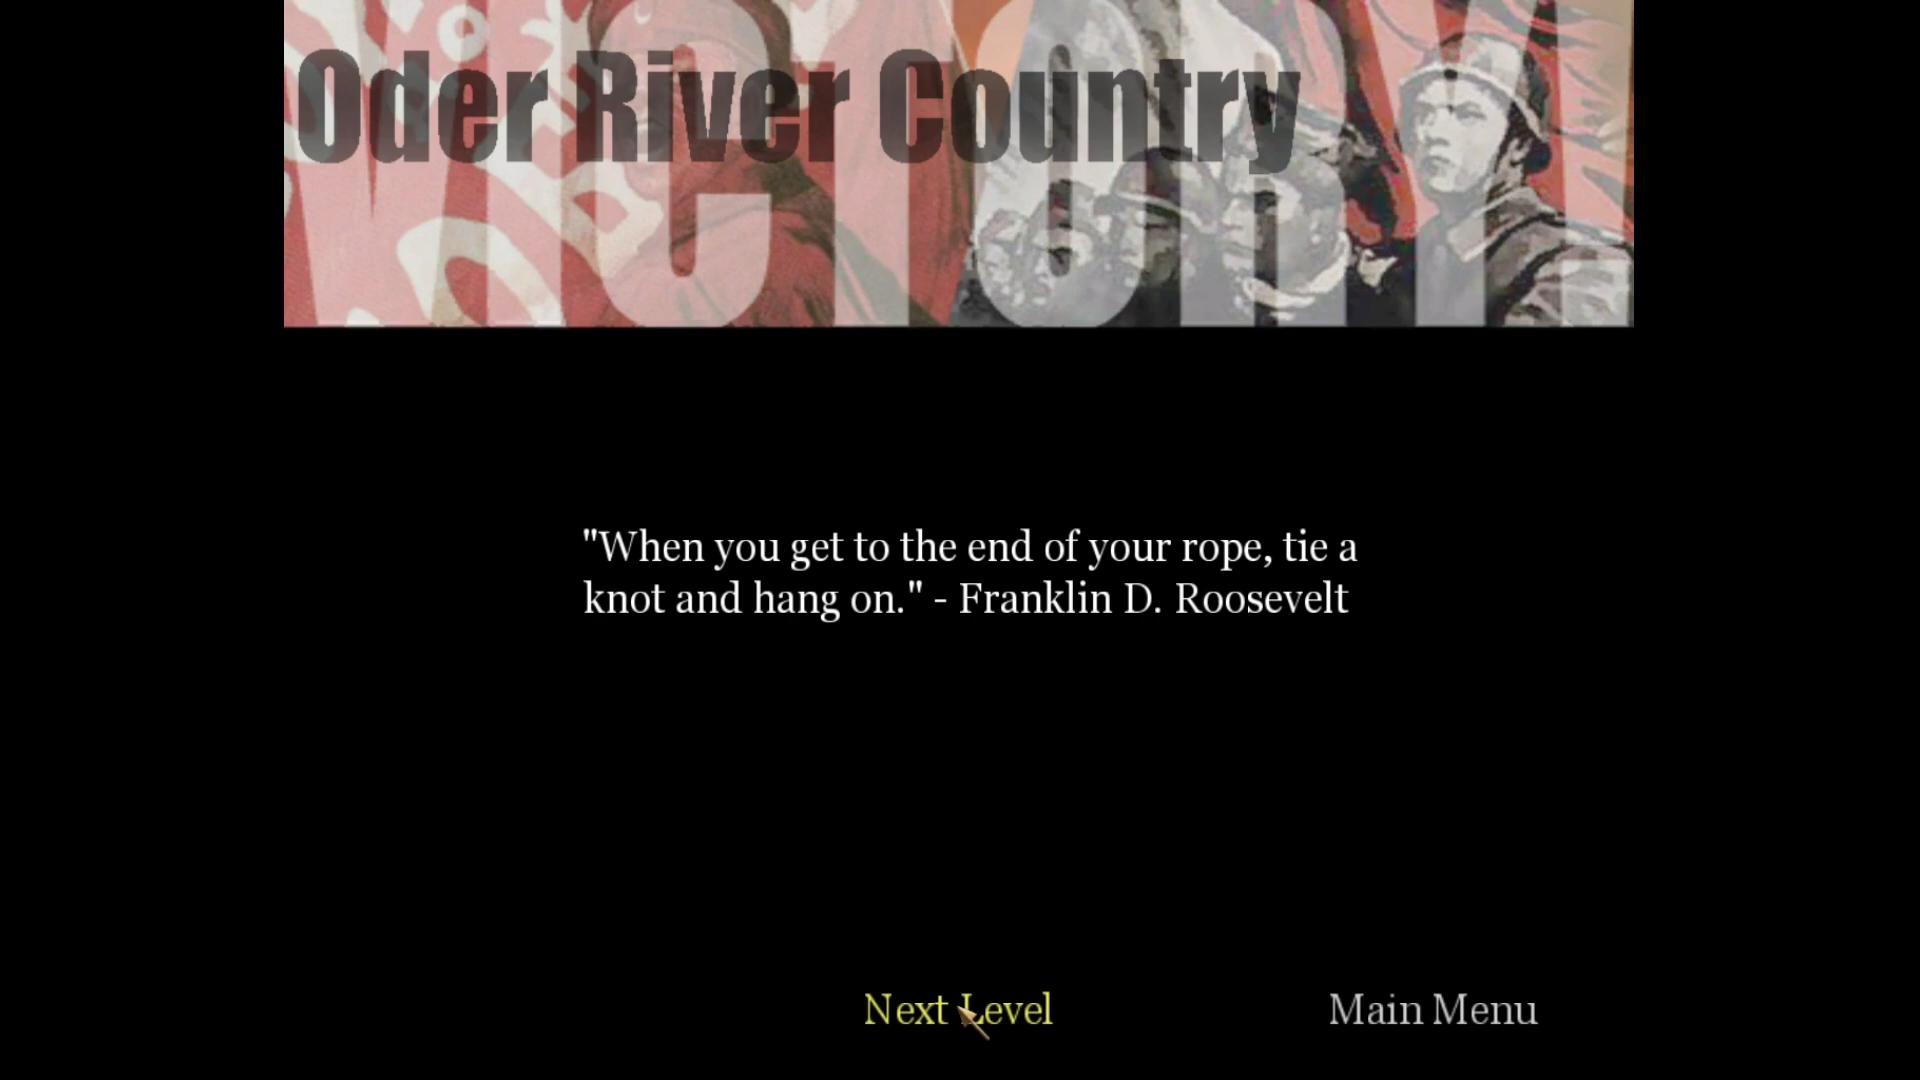 VICTORY!
Oder River Country
"When you get to the end of your rope, tie a
knot and hang on." - Franklin D. Roosevelt
Next Level
Main Menu